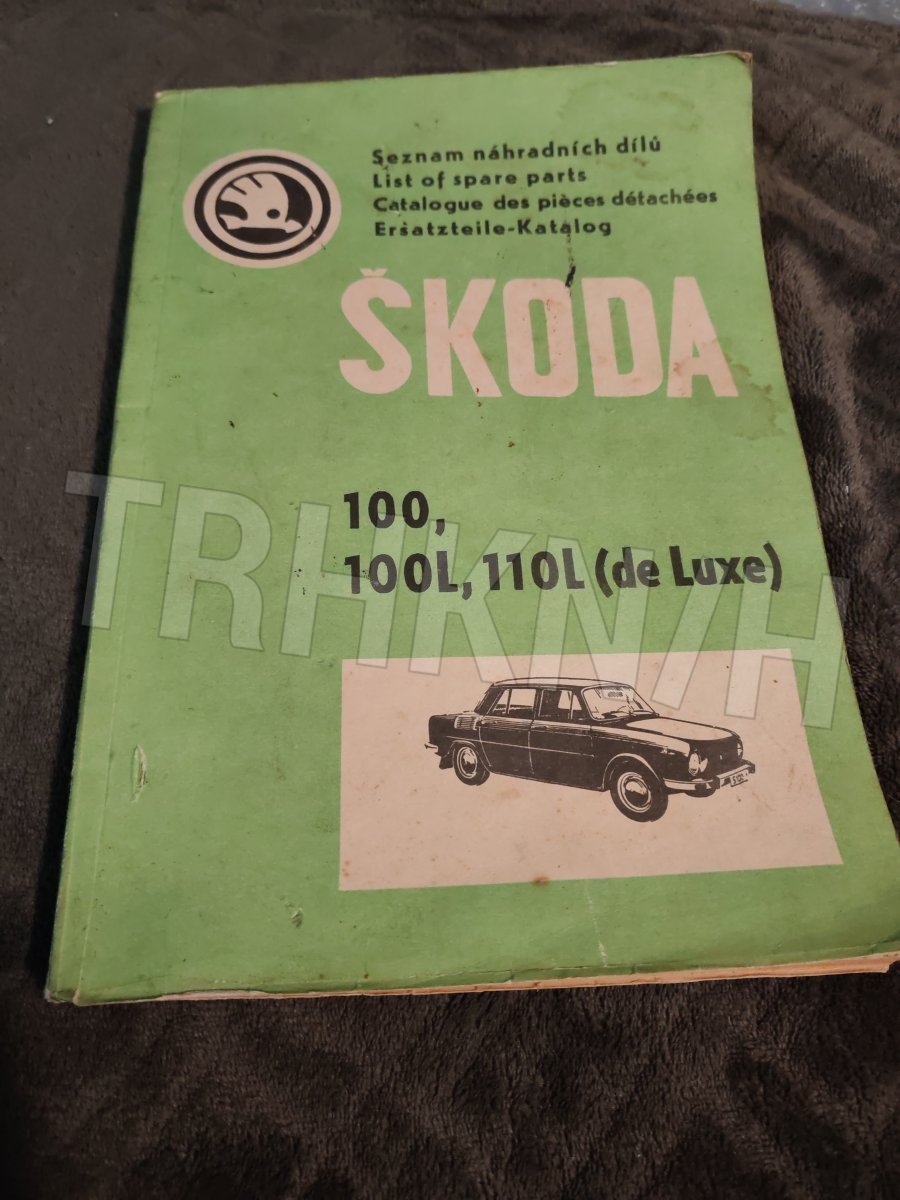 Seznam náhradních dílů
List of spare parts
Catalogue des pièces détachées
Ersatzteile-Katalog
ŠKODA
100,
100L, 110L (de Luxe)
TRHKNIH